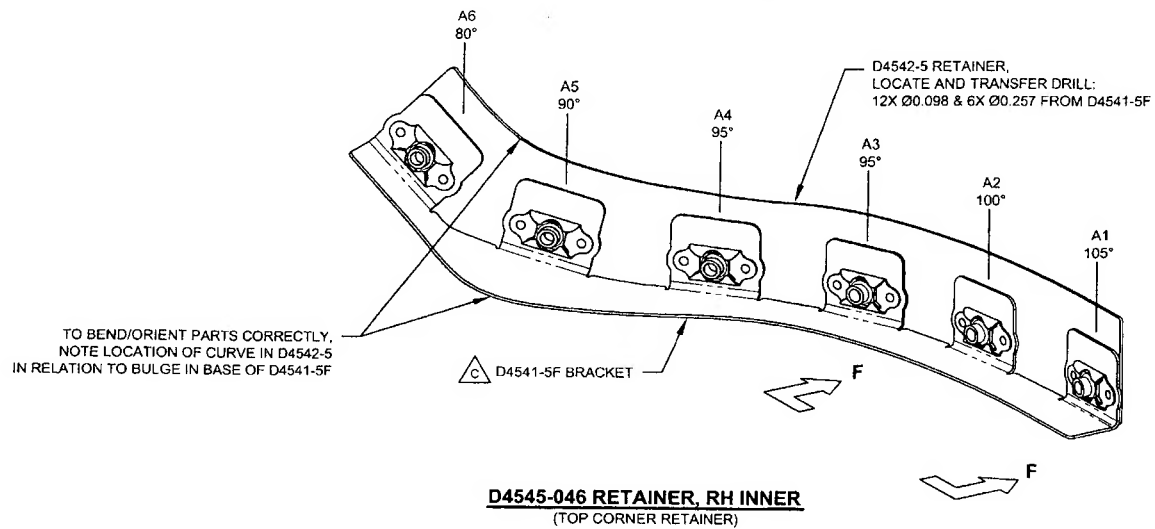 A6
80°
A5
90°
A4
95°
D4542-5 RETAINER,
LOCATE AND TRANSFER DRILL:
12X Ø0.098 & 6X Ø0.257 FROM D4541-5F
A3
95°
A2
100°
A1
105°
TO BEND/ORIENT PARTS CORRECTLY,
NOTE LOCATION OF CURVE IN D4542-5
IN RELATION TO BULGE IN BASE OF D4541-5F
C D4541-5F BRACKET
F
F
D4545-046 RETAINER, RH INNER
(TOP CORNER RETAINER)